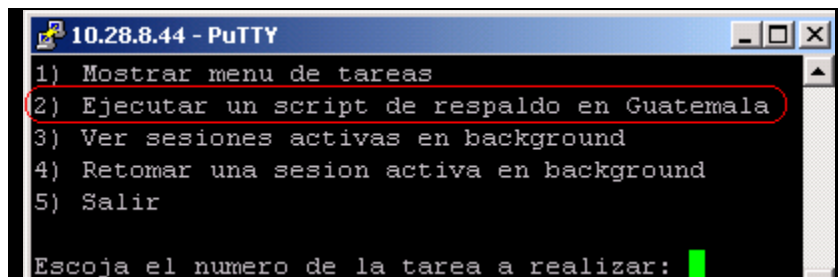 10.28.8.44 - PuTTY
1) Mostrar menu de tareas
2) Ejecutar un script de respaldo en Guatemala
3) Ver sesiones activas en background
4) Retomar una sesion activa en background
5) Salir
Escoja el numero de la tarea a realizar: